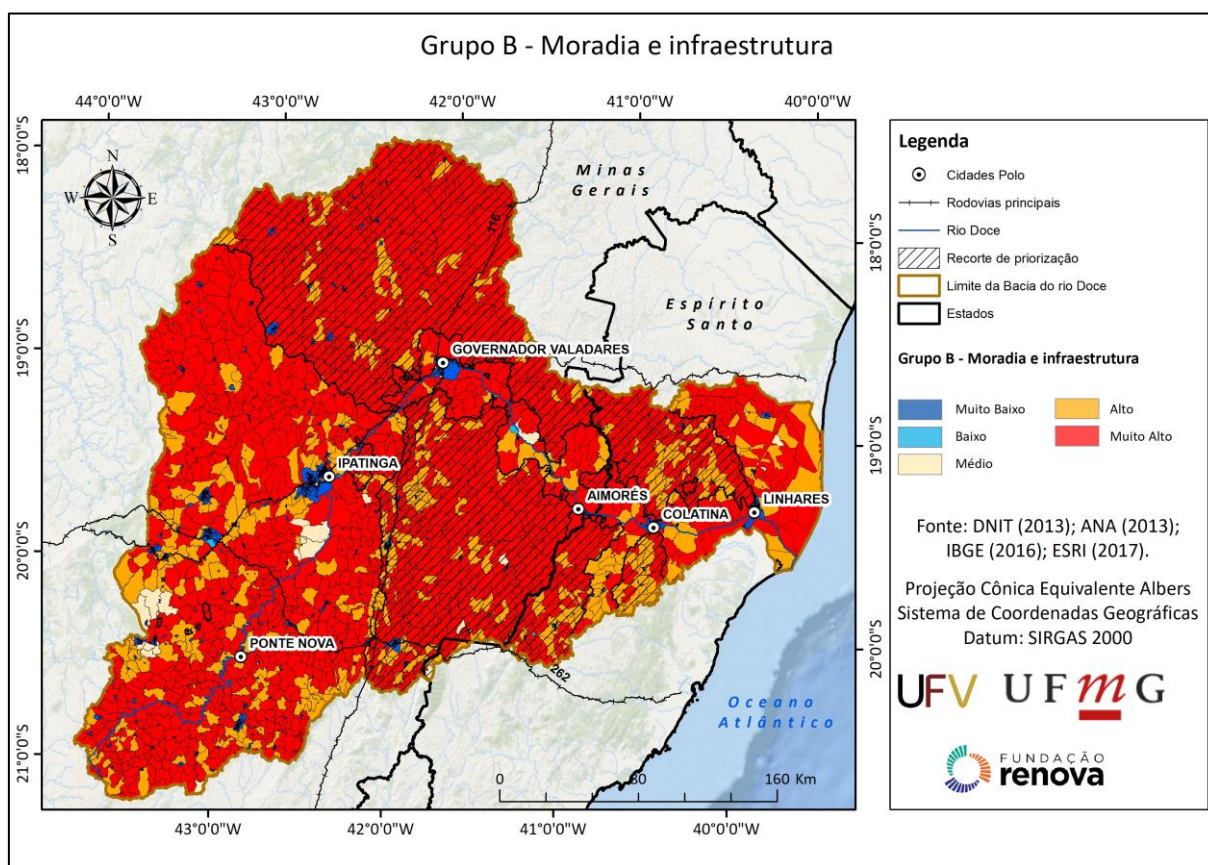 Grupo B - Moradia e infraestrutura
44°0'0"W 43°0'0"W 42°0'0"W 41°0'0"W 40°0'0"W
18°0'0"S
19°0'0"S
20°0'0"S
21°0'0"S
N
W E
S
Minas
Gerais
116
Espírito
Santo
GOVERNADOR VALADARES
IPATINGA
AIMORÉS
COLATINA
LINHARES
PONTE NOVA
262
Oceano
Atlântico
0 80 160 Km
18°0'0"S
19°0'0"S
20°0'0"S
43°0'0"W 42°0'0"W 41°0'0"W 40°0'0"W
Legenda
Cidades Polo
Rodovias principais
Rio Doce
Recorte de priorização
Limite da Bacia do rio Doce
Estados
Grupo B - Moradia e infraestrutura
Muito Baixo
Baixo
Médio
Alto
Muito Alto
Fonte: DNIT (2013); ANA (2013);
IBGE (2016); ESRI (2017).
Projeção Cônica Equivalente Albers
Sistema de Coordenadas Geográficas
Datum: SIRGAS 2000
UFV
UFmG
FUNDAÇÃO
renova